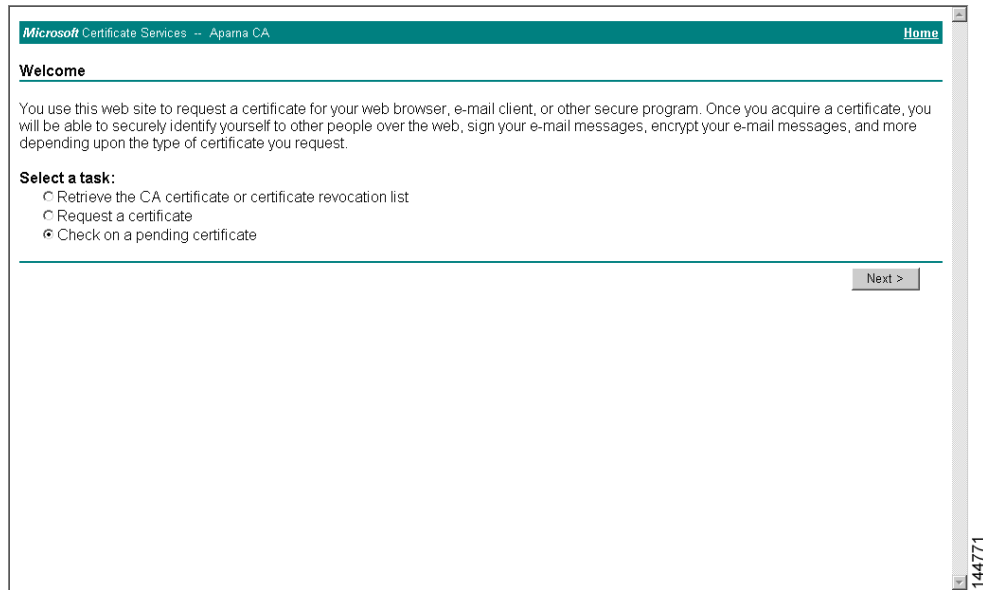 Microsoft Certificate Services -- Aparna CA Home
Welcome
You use this web site to request a certificate for your web browser, e-mail client, or other secure program. Once you acquire a certificate, you
will be able to securely identify yourself to other people over the web, sign your e-mail messages, encrypt your e-mail messages, and more
depending upon the type of certificate you request.
Select a task:
Retrieve the CA certificate or certificate revocation list
Request a certificate
Check on a pending certificate
Next >
144771